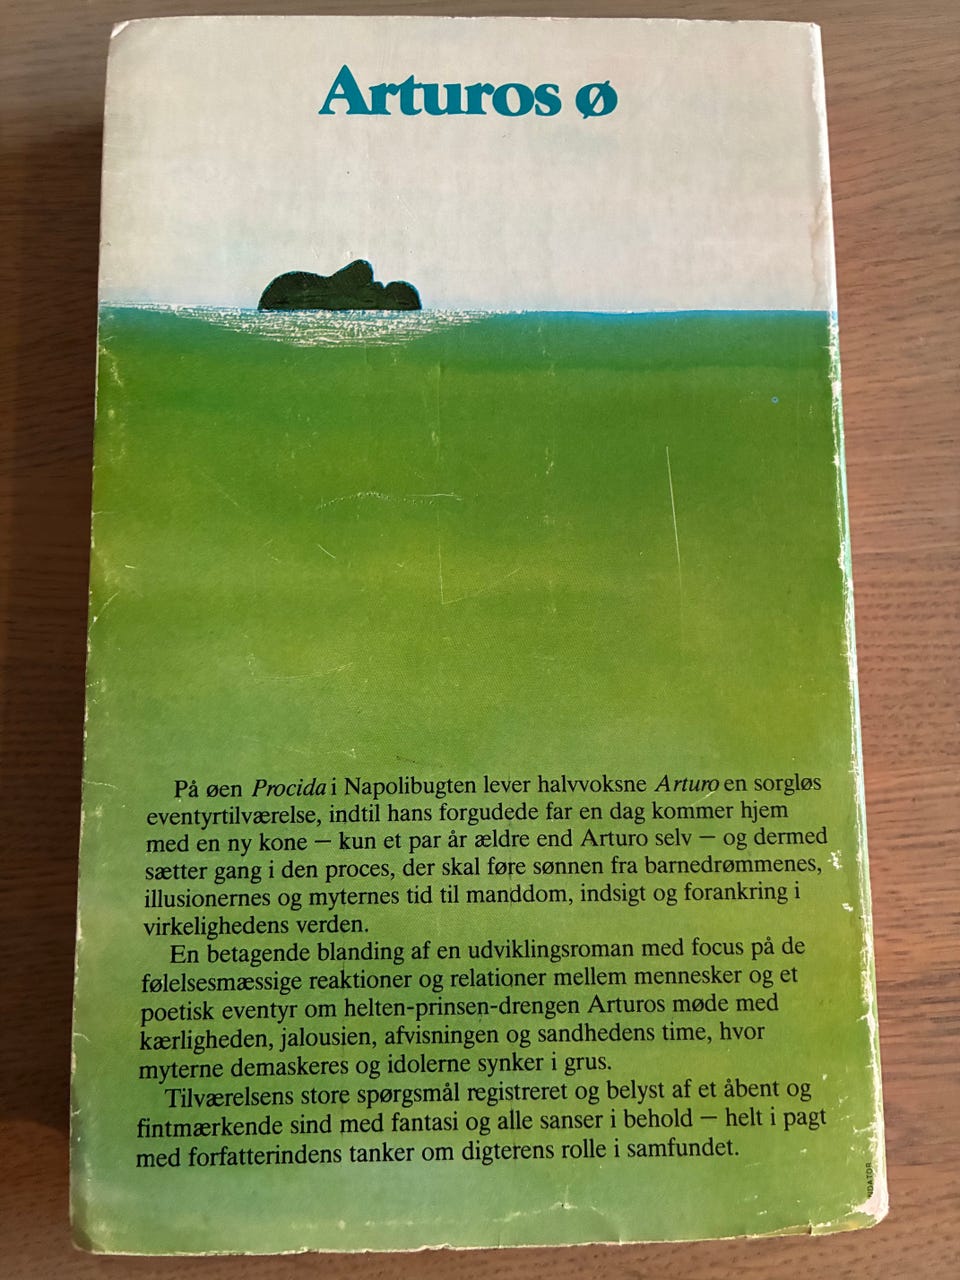 Arturos ø
På øen Procida i Napolibugten lever halvvoksne Arturo en sorgløs
eventyrtilværelse, indtil hans forgudede far en dag kommer hjem
med en ny kone – kun et par år ældre end Arturo selv – og dermed
sætter gang i den proces, der skal føre sønnen fra barnedrømmenes,
illusionernes og myternes tid til manddom, indsigt og forankring i
virkelighedens verden.
En betagende blanding af en udviklingsroman med focus på de
følelsesmæssige reaktioner og relationer mellem mennesker og et
poetisk eventyr om helten-prinsen-drengen Arturos møde med
kærligheden, jalousien, afvisningen og sandhedens time, hvor
myterne demaskeres og idolerne synker i grus.
Tilværelsens store spørgsmål registreret og belyst af et åbent og
fintmærkende sind med fantasi og alle sanser i behold – helt i pagt
med forfatterindens tanker om digterens rolle i samfundet.